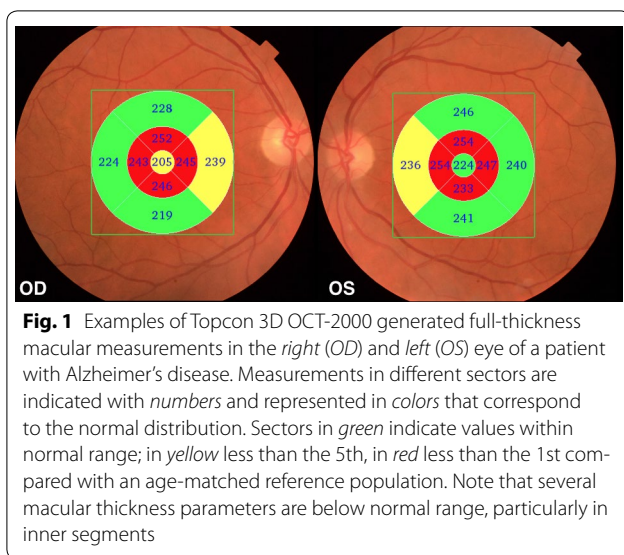 228
252
224 243 205 245 239
246
219
OD
246
254
236 254 224 247 240
233
241
OS
Fig. 1 Examples of Topcon 3D OCT-2000 generated full-thickness
macular measurements in the right (OD) and left (OS) eye of a patient
with Alzheimer's disease. Measurements in different sectors are
indicated with numbers and represented in colors that correspond
to the normal distribution. Sectors in green indicate values within
normal range; in yellow less than the 5th, in red less than the 1st com-
pared with an age-matched reference population. Note that several
macular thickness parameters are below normal range, particularly in
inner segments